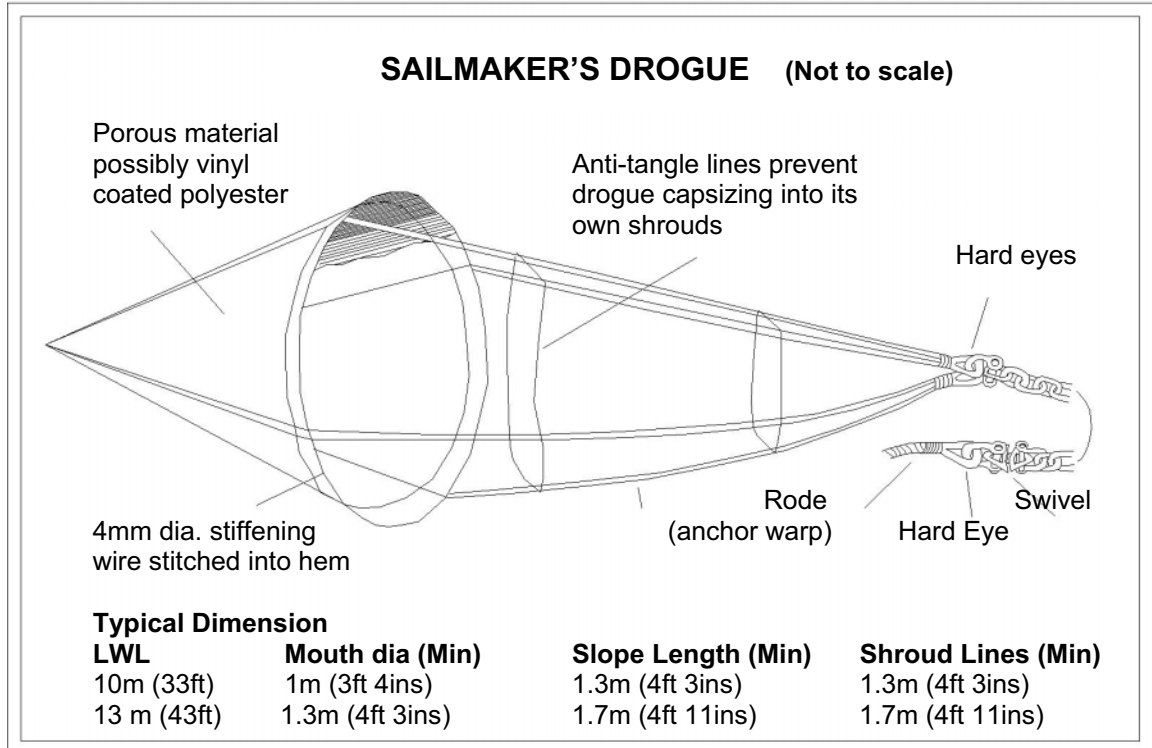 SAILMAKER'S DROGUE (Not to scale)
Porous material
possibly vinyl
coated polyester
Anti-tangle lines prevent
drogue capsizing into its
own shrouds
Hard eyes
4mm dia. stiffening
wire stitched into hem
Rode
(anchor warp)
Hard Eye
Swivel
Typical Dimension
LWL Mouth dia (Min) Slope Length (Min) Shroud Lines (Min)
10m (33ft) 1m (3ft 4ins) 1.3m (4ft 3ins) 1.3m (4ft 3ins)
13 m (43ft) 1.3m (4ft 3ins) 1.7m (4ft 11ins) 1.7m (4ft 11ins)